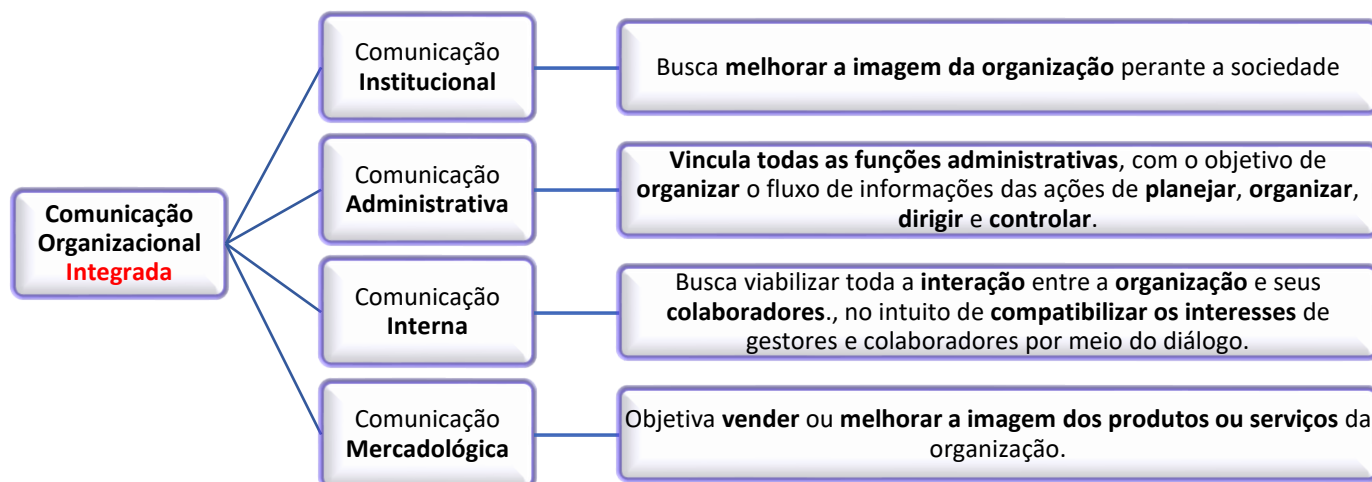 Comunicação
Organizacional
Integrada
Comunicação
Institucional
Busca melhorar a imagem da organização perante a sociedade
Comunicação
Administrativa
Vincula todas as funções administrativas, com o objetivo de
organizar o fluxo de informações das ações de planejar, organizar,
dirigir e controlar.
Comunicação
Interna
Busca viabilizar toda a interação entre a organização e seus
colaboradores., no intuito de compatibilizar os interesses de
gestores e colaboradores por meio do diálogo.
Comunicação
Mercadológica
Objetiva vender ou melhorar a imagem dos produtos ou serviços da
organização.